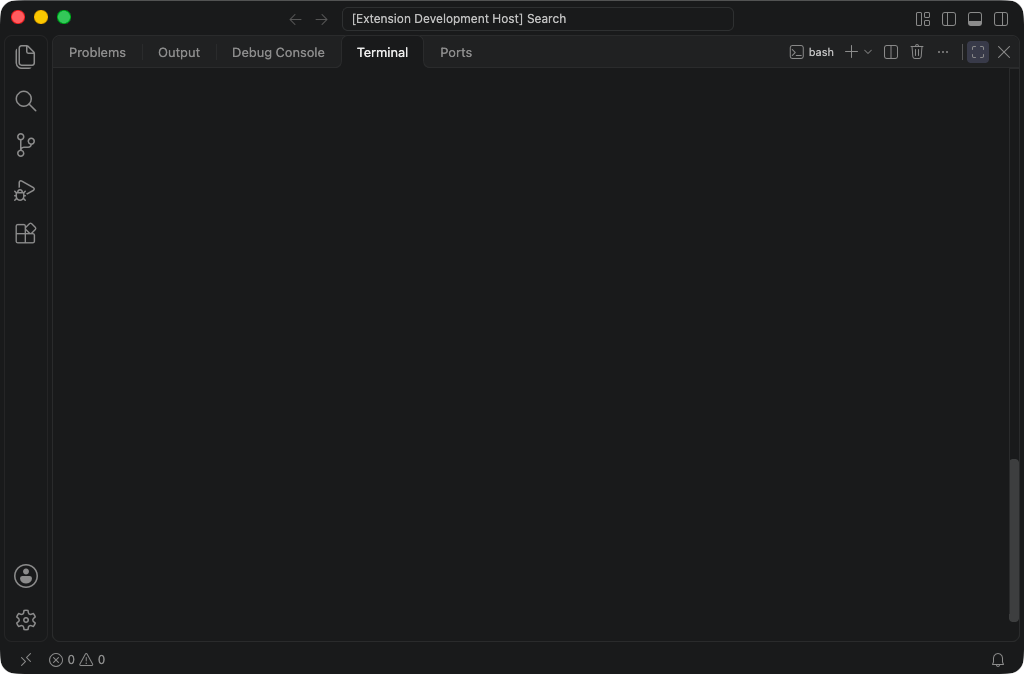 [Extension Development Host] Search
Problems Output Debug Console Terminal Ports bash
0 0